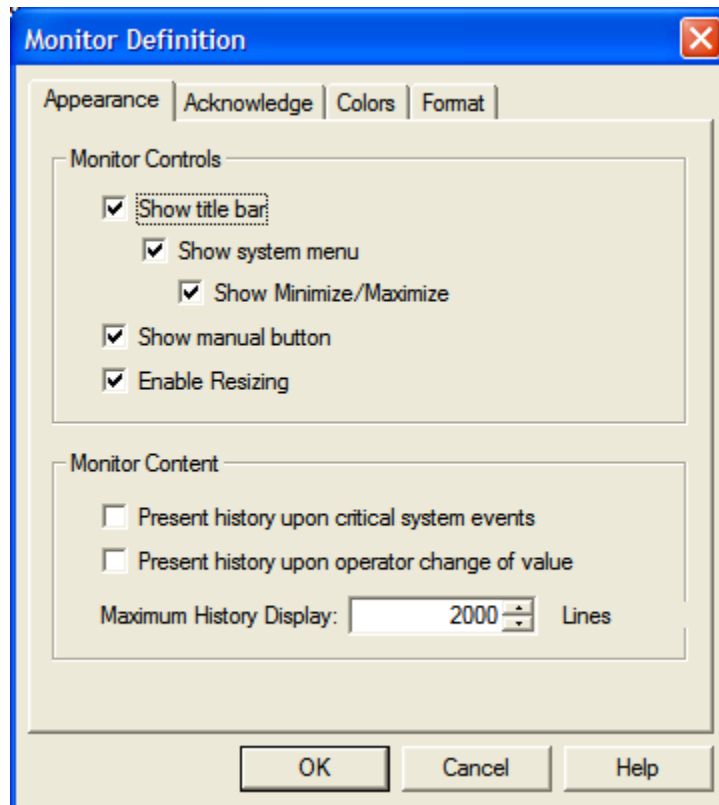 Monitor Definition
Appearance Acknowledge Colors Format
Monitor Controls
Show title bar
Show system menu
Show Minimize/Maximize
Show manual button
Enable Resizing
Monitor Content
Present history upon critical system events
Present history upon operator change of value
Maximum History Display: 2000 Lines
OK Cancel Help